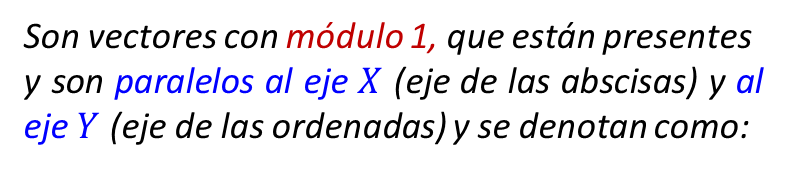 Son vectores con módulo 1, que están presentes
y son paralelos al eje X (eje de las abscisas) y al
eje Y (eje de las ordenadas) y se denotan como: